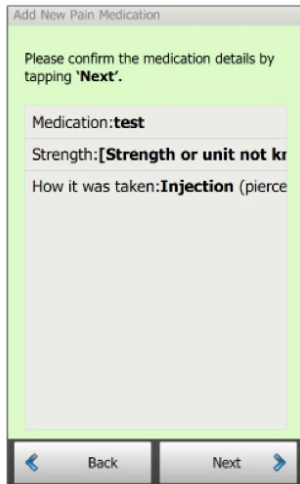 Add New Pain Medication
Please confirm the medication details by
tapping 'Next'.
Medication:test
Strength:[Strength or unit not kr
How it was taken:Injection (pierce
Back
Next